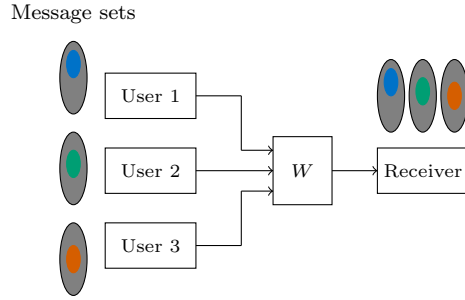 Message sets
User 1
User 2
W
Receiver
User 3